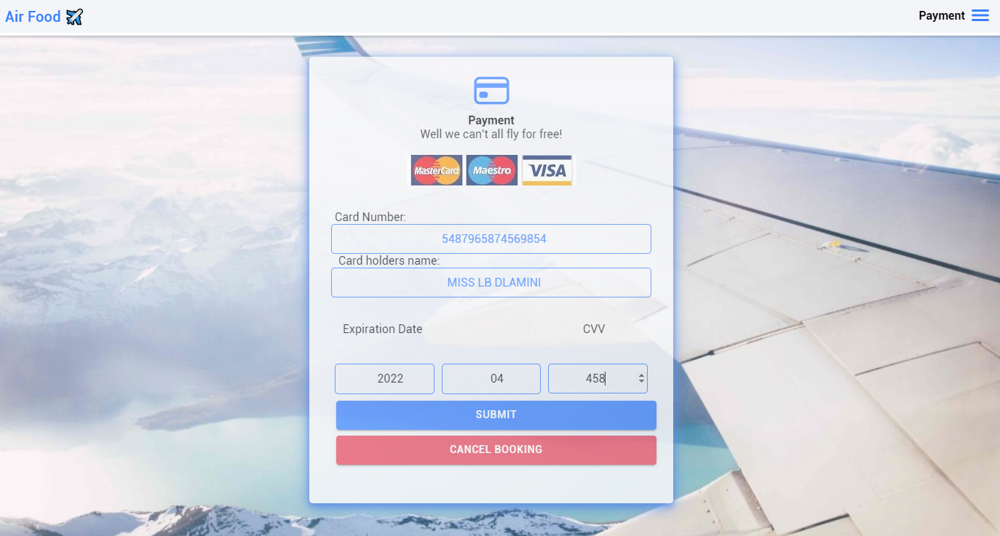 Air Food
Payment
Payment
Well we can't all fly for free!
MasterCard Maestro VISA
Card Number:
5487965874569854
Card holders name:
MISS LB DLAMINI
Expiration Date CVV
2022 04 458
SUBMIT
CANCEL BOOKING